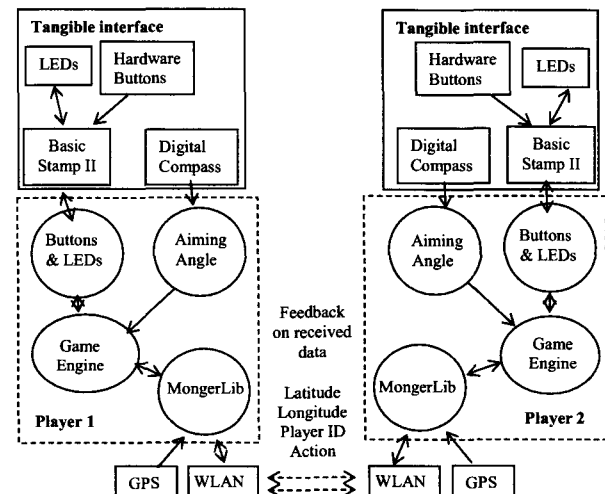 Tangible interface
LEDs
Hardware
Buttons
Basic
Stamp II
Digital
Compass
Buttons
& LEDs
Aiming
Angle
Game
Engine
MongerLib
Player 1
GPS
WLAN
Feedback
on received
data
Latitude
Longitude
Player ID
Action
Tangible interface
Hardware
Buttons
LEDs
Digital
Compass
Basic
Stamp II
Aiming
Angle
Buttons
& LEDs
Game
Engine
MongerLib
Player 2
WLAN
GPS